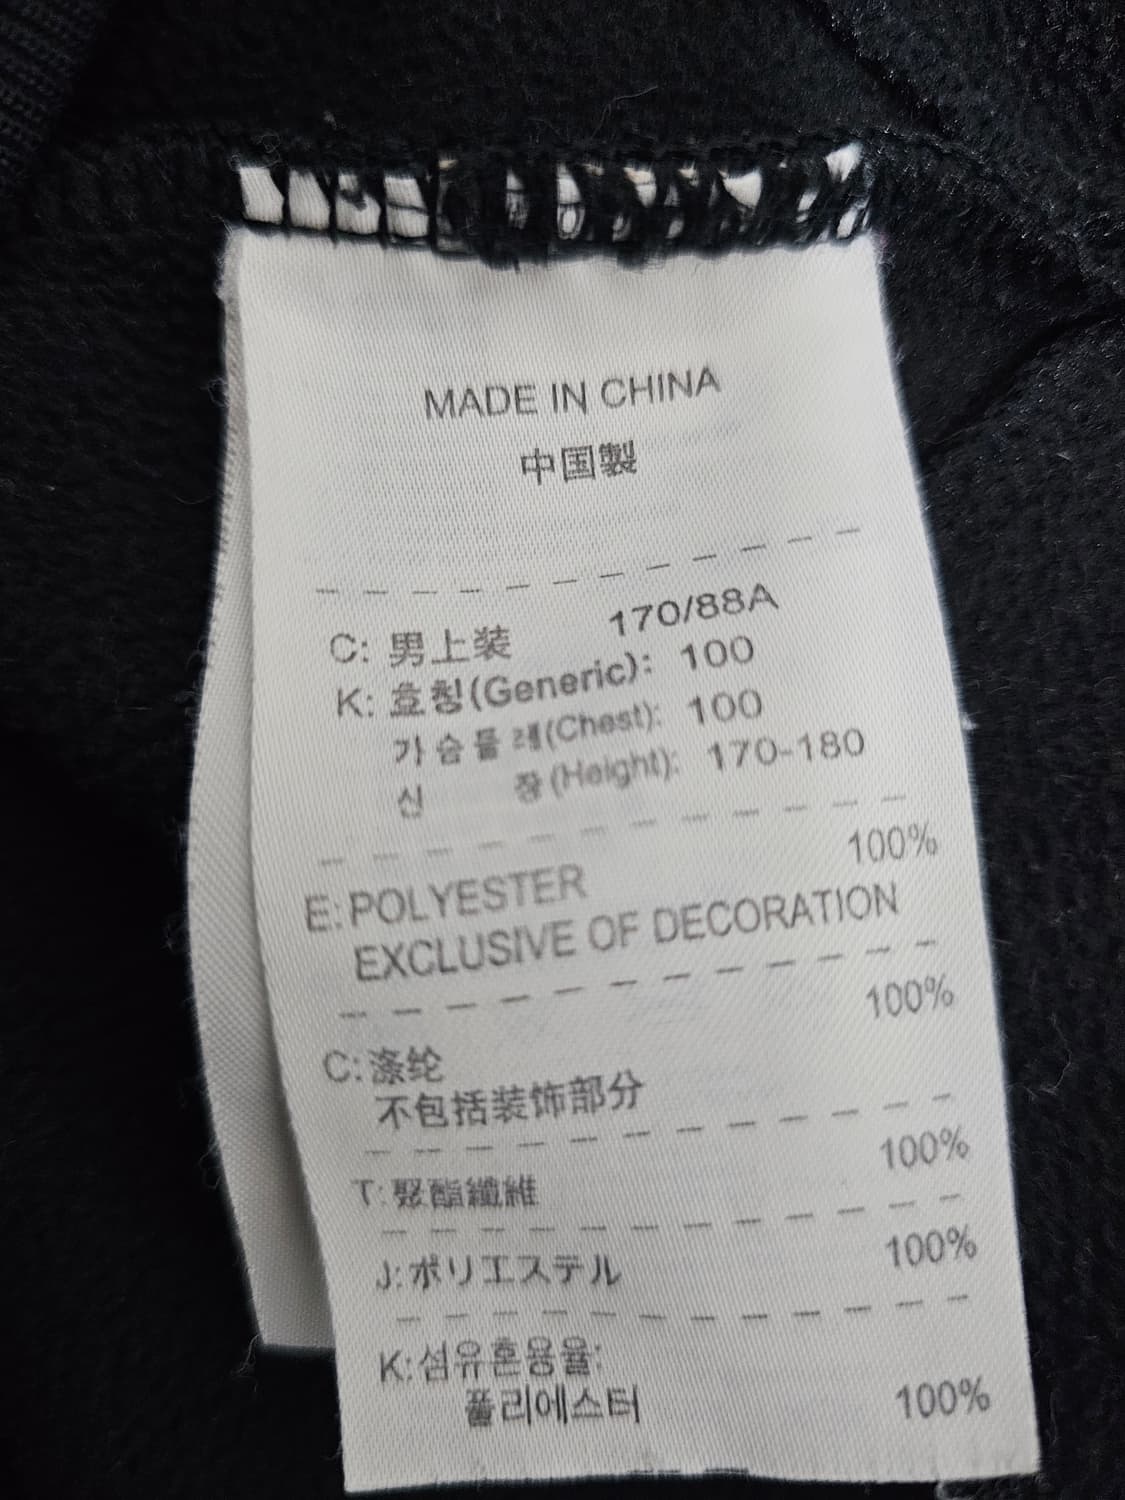 MADE IN CHINA
中国製
C: 男上装 170/88A
K: 호칭(Generic): 100
가슴둘레(Chest): 100
신 장(Height): 170-180
E: POLYESTER 100%
EXCLUSIVE OF DECORATION
C: 涤纶 100%
不包括装饰部分
T: 聚酯纖維 100%
J: ポリエステル 100%
K: 섬유혼용율:
폴리에스터 100%